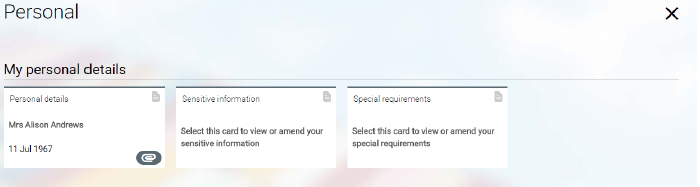 Personal
My personal details
Personal details
Mrs Alison Andrews
11 Jul 1967
Sensitive information
Select this card to view or amend your
sensitive information
Special requirements
Select this card to view or amend your
special requirements